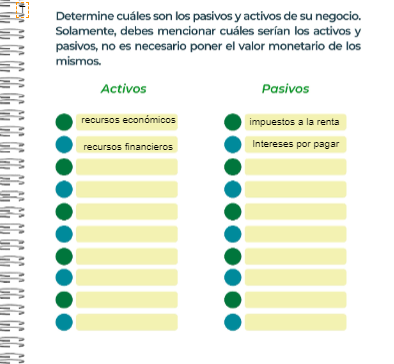 Determine cuáles son los pasivos y activos de su negocio.
Solamente, debes mencionar cuáles serían los activos y
pasivos, no es necesario poner el valor monetario de los
mismos.
Activos
Pasivos
recursos económicos
impuestos a la renta
recursos financieros
Intereses por pagar